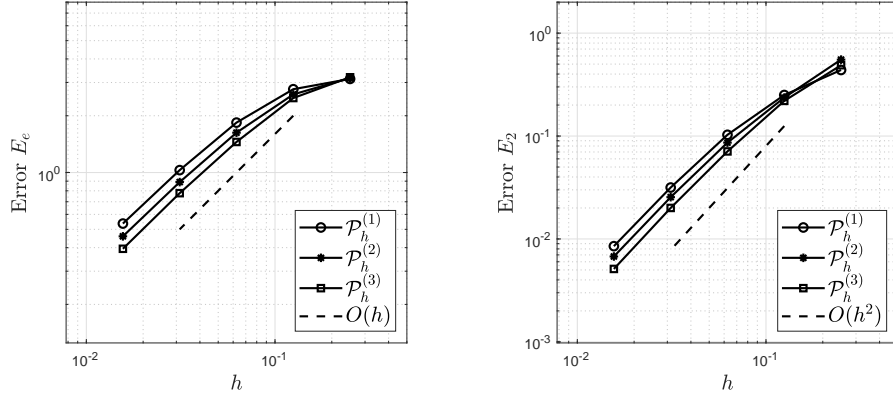 Error $E_e$
10^0
10^{-2}
10^{-1}
$h$
$\mathcal{P}_h^{(1)}$
$\mathcal{P}_h^{(2)}$
$\mathcal{P}_h^{(3)}$
$O(h)$
Error $E_2$
10^0
10^{-1}
10^{-2}
10^{-3}
10^{-2}
10^{-1}
$h$
$\mathcal{P}_h^{(1)}$
$\mathcal{P}_h^{(2)}$
$\mathcal{P}_h^{(3)}$
$O(h^2)$